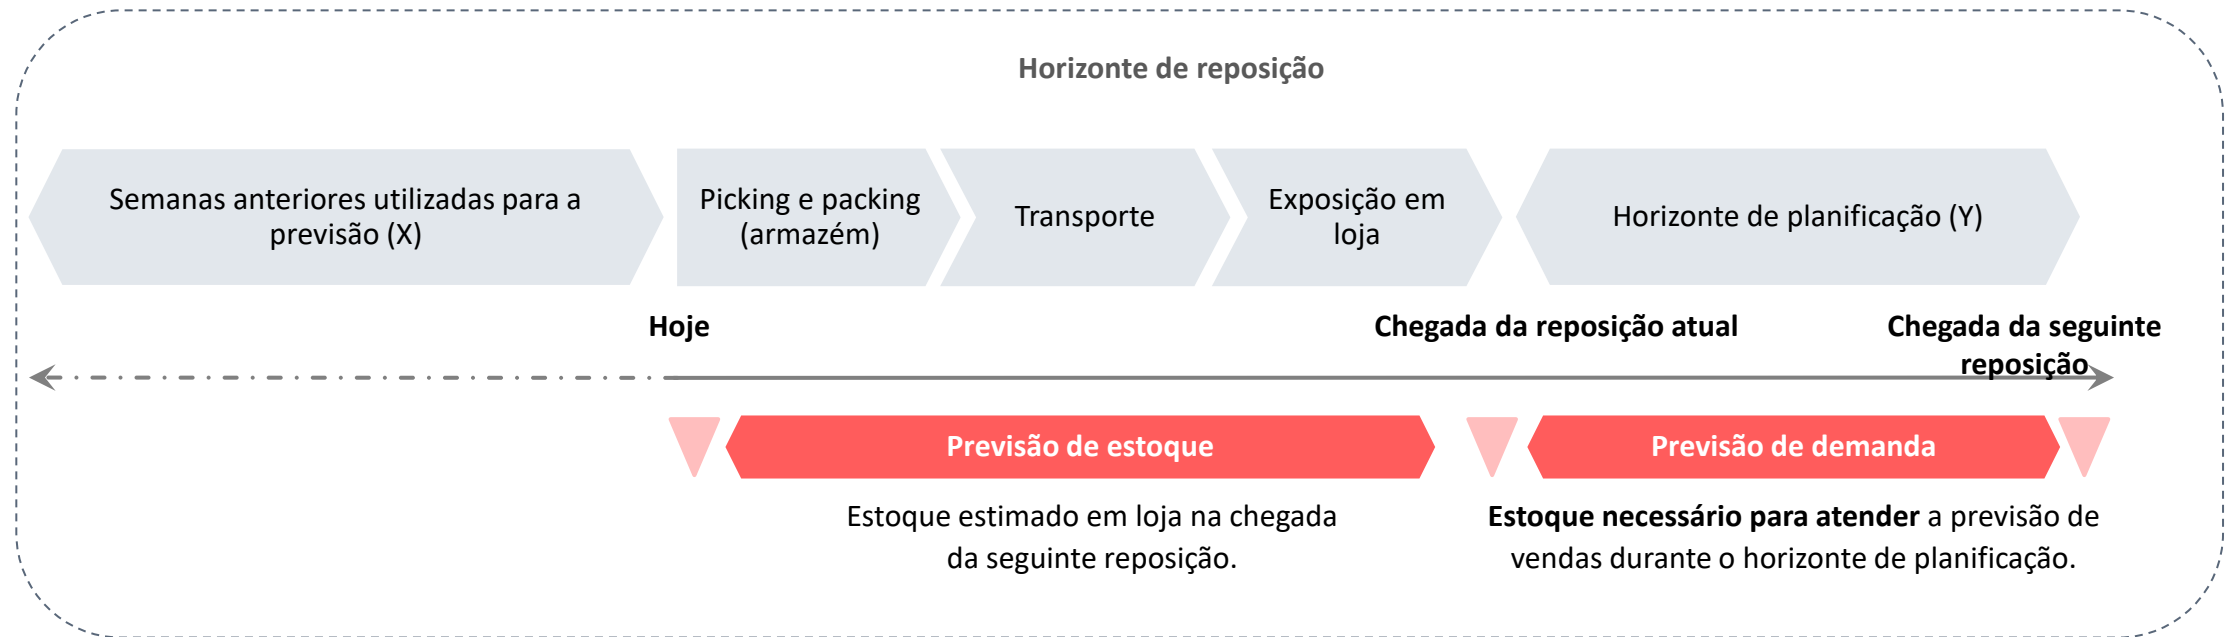 Horizonte de reposição
Semanas anteriores utilizadas para a
previsão (X)
Picking e packing
(armazém)
Transporte
Exposição em
loja
Horizonte de planificação (Y)
Hoje
Chegada da reposição atual
Chegada da seguinte
reposição
Previsão de estoque
Previsão de demanda
Estoque estimado em loja na chegada
da seguinte reposição.
Estoque necessário para atender a previsão de
vendas durante o horizonte de planificação.